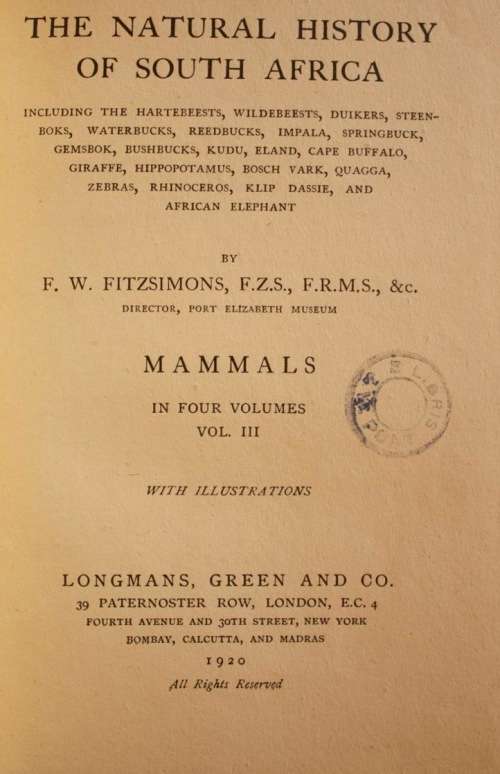 THE NATURAL HISTORY
OF SOUTH AFRICA
INCLUDING THE HARTEBEESTS, WILDEBEESTS, DUIKERS, STEEN-
BOKS, WATERBUCKS, REEDBUCKS, IMPALA, SPRINGBUCK,
GEMSBOK, BUSHBUCKS, KUDU, ELAND, CAPE BUFFALO,
GIRAFFE, HIPPOPOTAMUS, BOSCH VARK, QUAGGA,
ZEBRAS, RHINOCEROS, KLIP DASSIE, AND
AFRICAN ELEPHANT
BY
F. W. FITZSIMONS, F.Z.S., F.R.M.S., &c.
DIRECTOR, PORT ELIZABETH MUSEUM
MAMMALS
IN FOUR VOLUMES
VOL. III
WITH ILLUSTRATIONS
LONGMANS, GREEN AND CO.
39 PATERNOSTER ROW, LONDON, E.C. 4
FOURTH AVENUE AND 30TH STREET, NEW YORK
BOMBAY, CALCUTTA, AND MADRAS
1920
All Rights Reserved